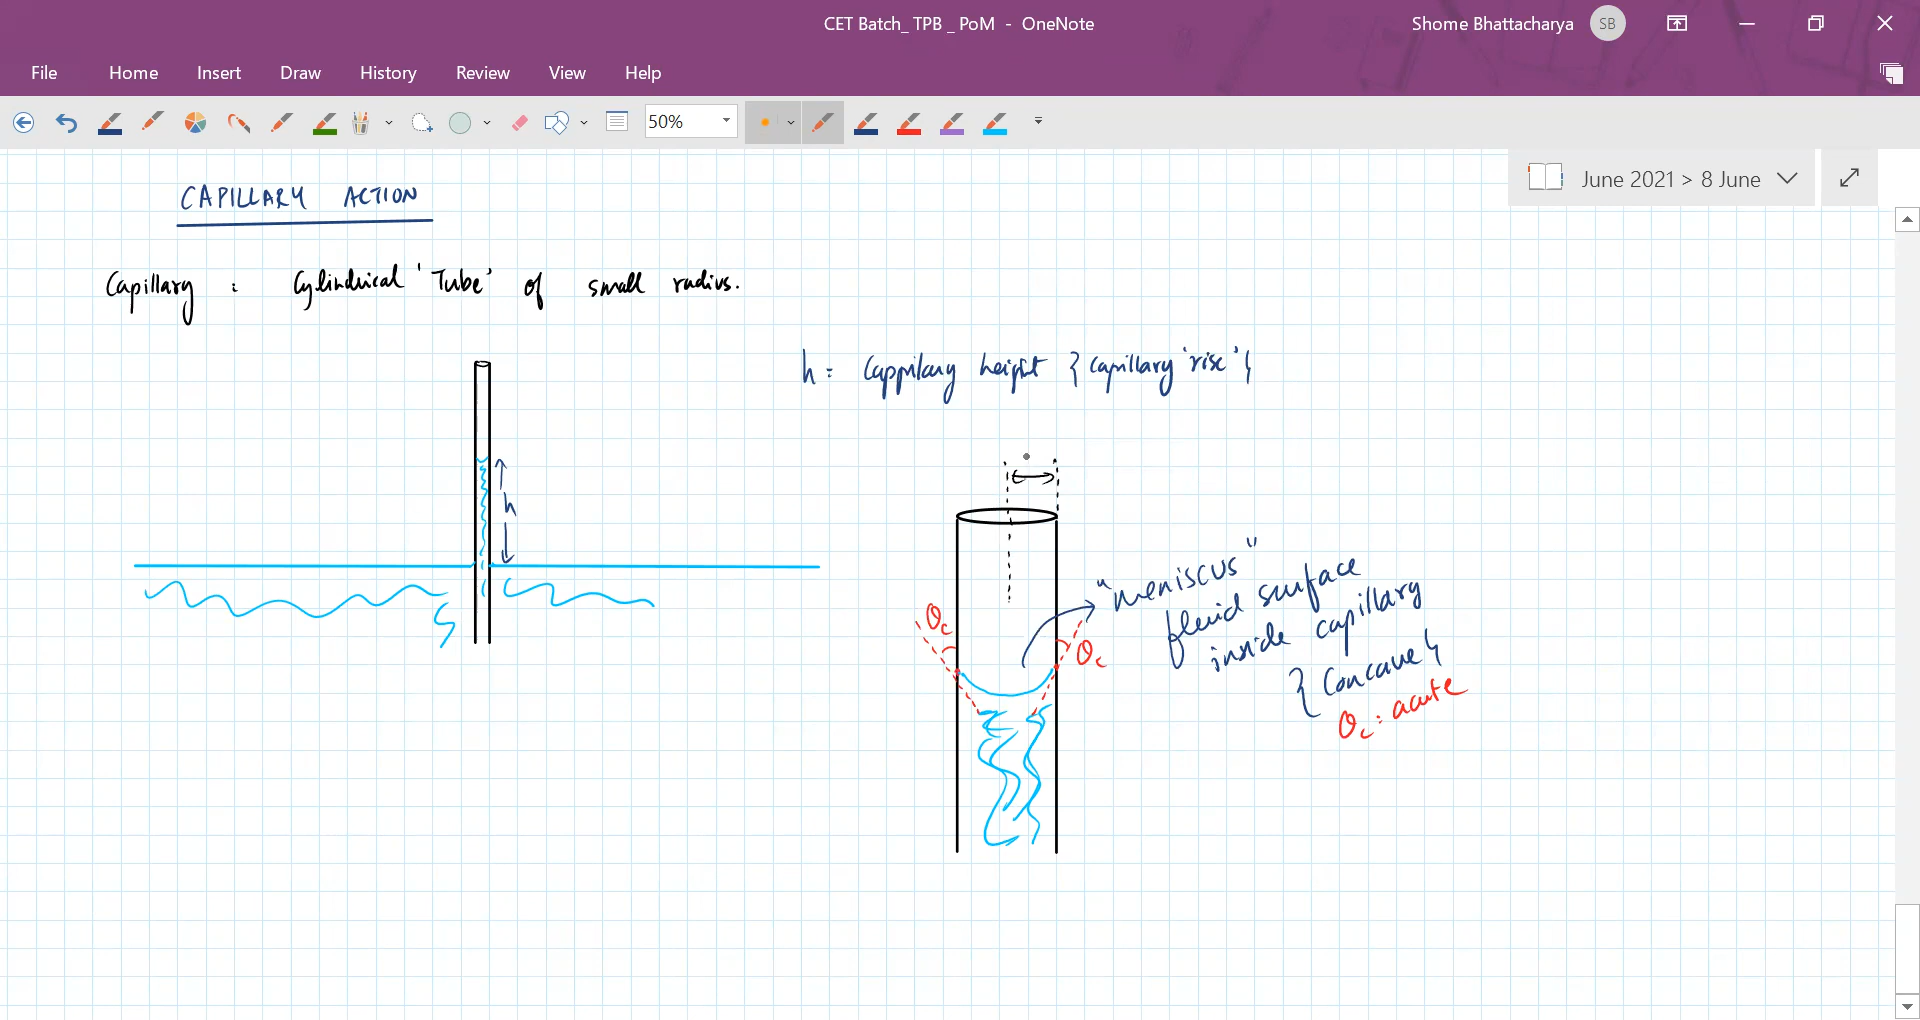 CET Batch_ TPB _ PoM - OneNote
Shome Bhattacharya
SB
File Home Insert Draw History Review View Help
50%
June 2021 > 8 June
CAPILLARY ACTION
Capillary : Cylindrical 'Tube' of small radius.
h = Cappilary height {capillary 'rise'}
h
θc
θc
"meniscus"
fluid surface
inside capillary
{Concave}
θc : acute